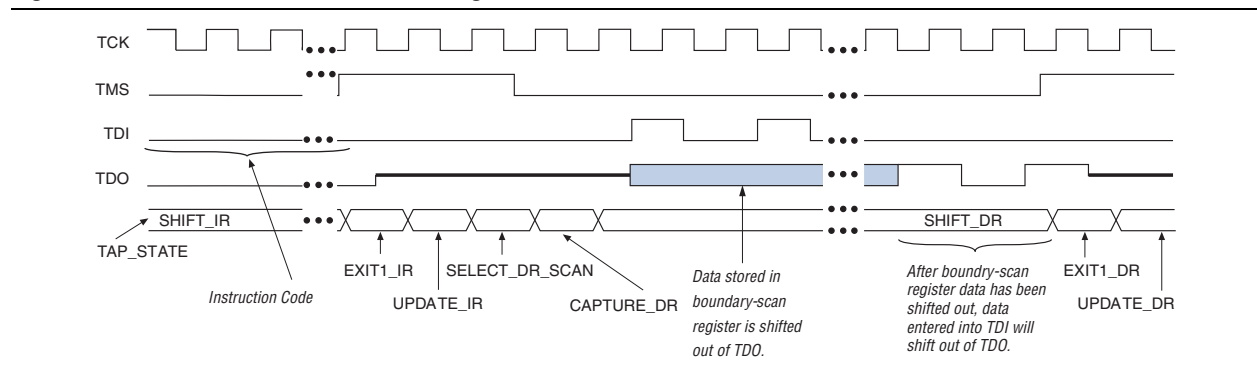 TCK
TMS
TDI
TDO
SHIFT_IR
SHIFT_DR
TAP_STATE
EXIT1_IR
SELECT_DR_SCAN
Data stored in
boundary-scan
register is shifted
out of TDO.
After boundry-scan
register data has been
shifted out, data
entered into TDI will
shift out of TDO.
EXIT1_DR
Instruction Code
UPDATE_IR
CAPTURE_DR
UPDATE_DR